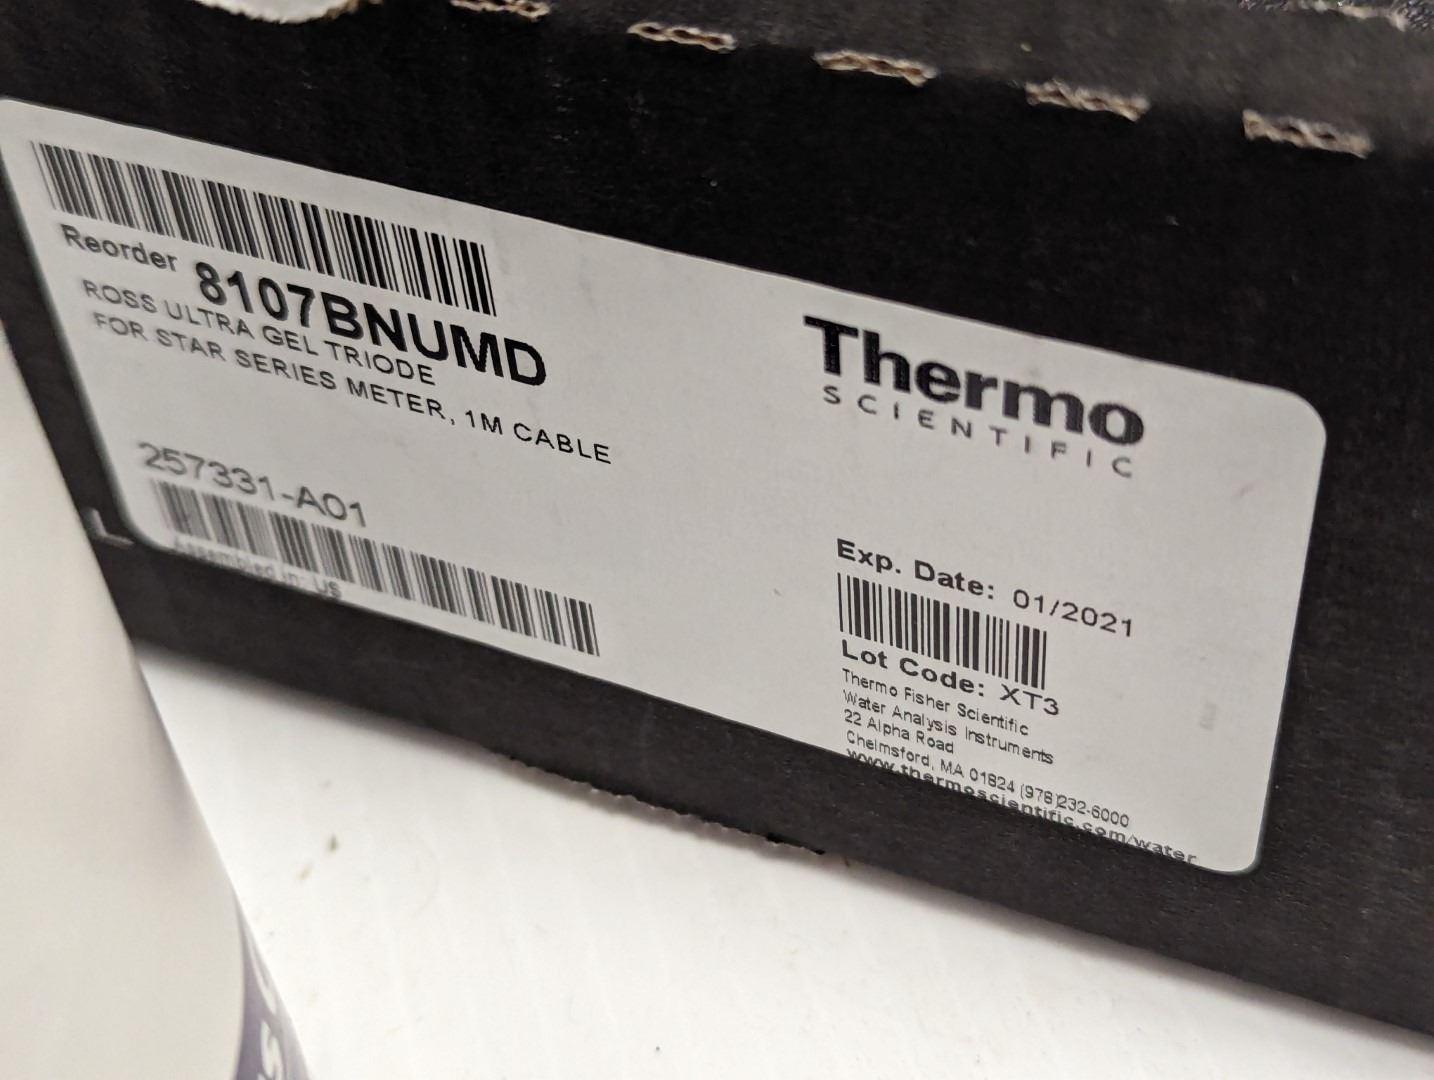 Reorder 8107BNUMD
ROSS ULTRA GEL TRIODE
FOR STAR SERIES METER, 1M CABLE
257331-A01
Assembled in: US
Thermo
SCIENTIFIC
Exp. Date: 01/2021
Lot Code: XT3
Thermo Fisher Scientific
Water Analysis Instruments
22 Alpha Road
Chelmsford, MA 01824 (978)232-6000
www.thermoscientific.com/water